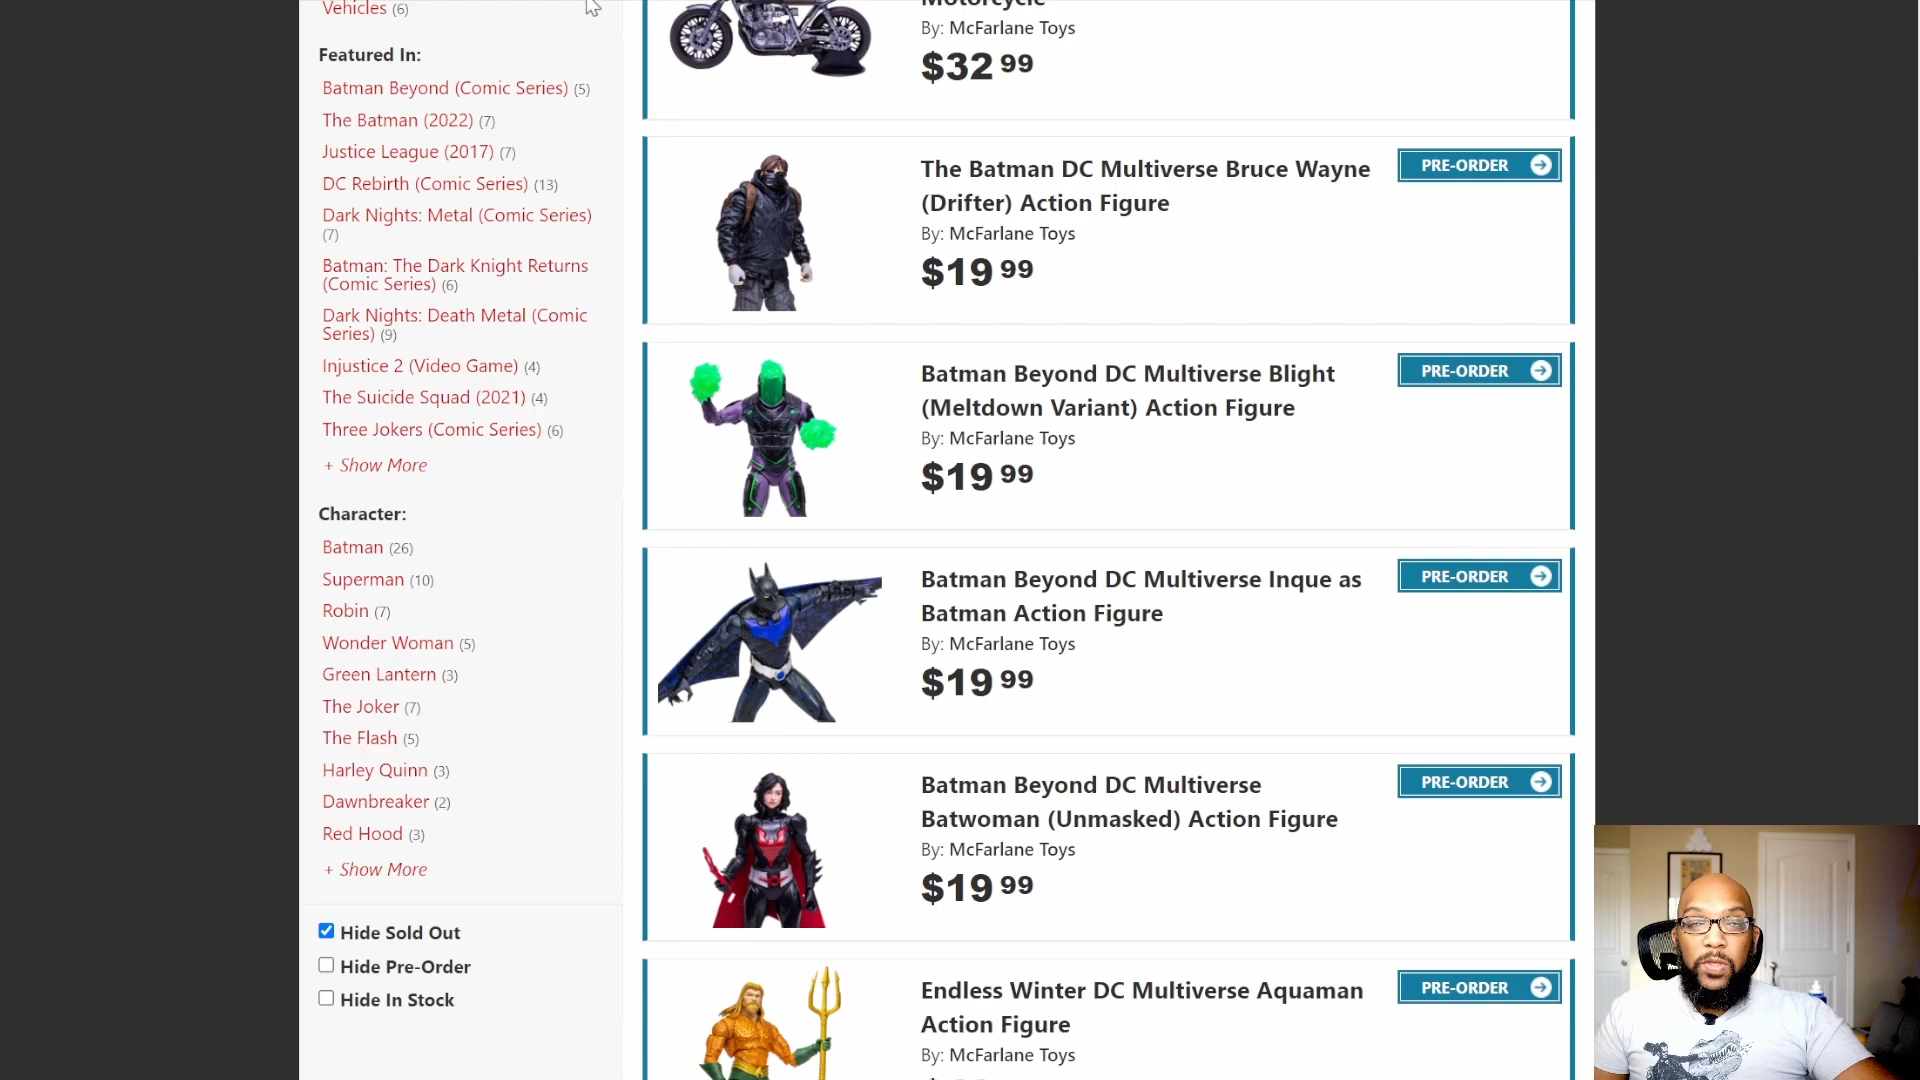 Vehicles (6)
Featured In:
Batman Beyond (Comic Series) (5)
The Batman (2022) (7)
Justice League (2017) (7)
DC Rebirth (Comic Series) (13)
Dark Nights: Metal (Comic Series)
(7)
Batman: The Dark Knight Returns
(Comic Series) (6)
Dark Nights: Death Metal (Comic
Series) (9)
Injustice 2 (Video Game) (4)
The Suicide Squad (2021) (4)
Three Jokers (Comic Series) (6)
+ Show More
Character:
Batman (26)
Superman (10)
Robin (7)
Wonder Woman (5)
Green Lantern (3)
The Joker (7)
The Flash (5)
Harley Quinn (3)
Dawnbreaker (2)
Red Hood (3)
+ Show More
Hide Sold Out
Hide Pre-Order
Hide In Stock
Motorcycle
By: McFarlane Toys
$32 99
The Batman DC Multiverse Bruce Wayne
(Drifter) Action Figure
By: McFarlane Toys
$19 99
PRE-ORDER
Batman Beyond DC Multiverse Blight
(Meltdown Variant) Action Figure
By: McFarlane Toys
$19 99
PRE-ORDER
Batman Beyond DC Multiverse Inque as
Batman Action Figure
By: McFarlane Toys
$19 99
PRE-ORDER
Batman Beyond DC Multiverse
Batwoman (Unmasked) Action Figure
By: McFarlane Toys
$19 99
PRE-ORDER
Endless Winter DC Multiverse Aquaman
Action Figure
By: McFarlane Toys
PRE-ORDER